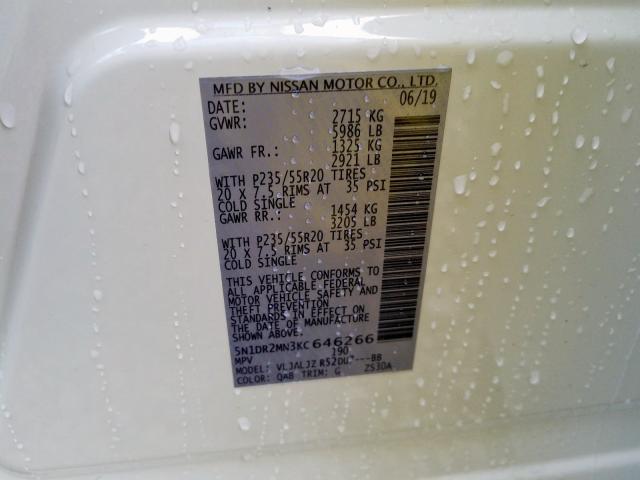 MFD BY NISSAN MOTOR CO., LTD.
DATE: 06/19
GVWR: 2715 KG
5986 LB
GAWR FR.: 1325 KG
2921 LB
WITH P235/55R20 TIRES
20 X 7.5 RIMS AT 35 PSI
COLD SINGLE
GAWR RR.: 1454 KG
3205 LB
WITH P235/55R20 TIRES
20 X 7.5 RIMS AT 35 PSI
COLD SINGLE
THIS VEHICLE CONFORMS TO
ALL APPLICABLE FEDERAL
MOTOR VEHICLE SAFETY AND
THEFT PREVENTION
STANDARDS IN EFFECT ON
THE DATE OF MANUFACTURE
SHOWN ABOVE.
5N1DR2MN3KC646266
MPV 190
MODEL: VLJALJZ
COLOR: QAB TRIM: G ZS3DA